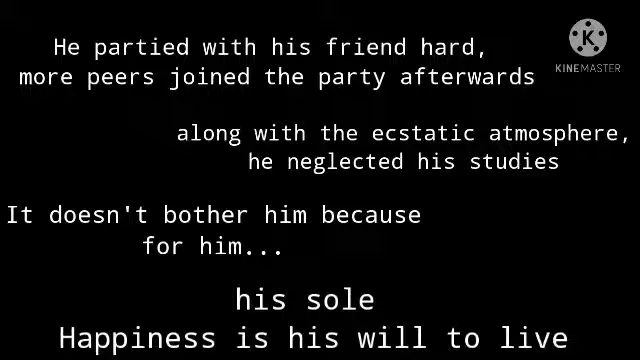 He partied with his friend hard,
more peers joined the party afterwards
KINEMASTER
along with the ecstatic atmosphere,
he neglected his studies
It doesn't bother him because
for him...
his sole
Happiness is his will to live